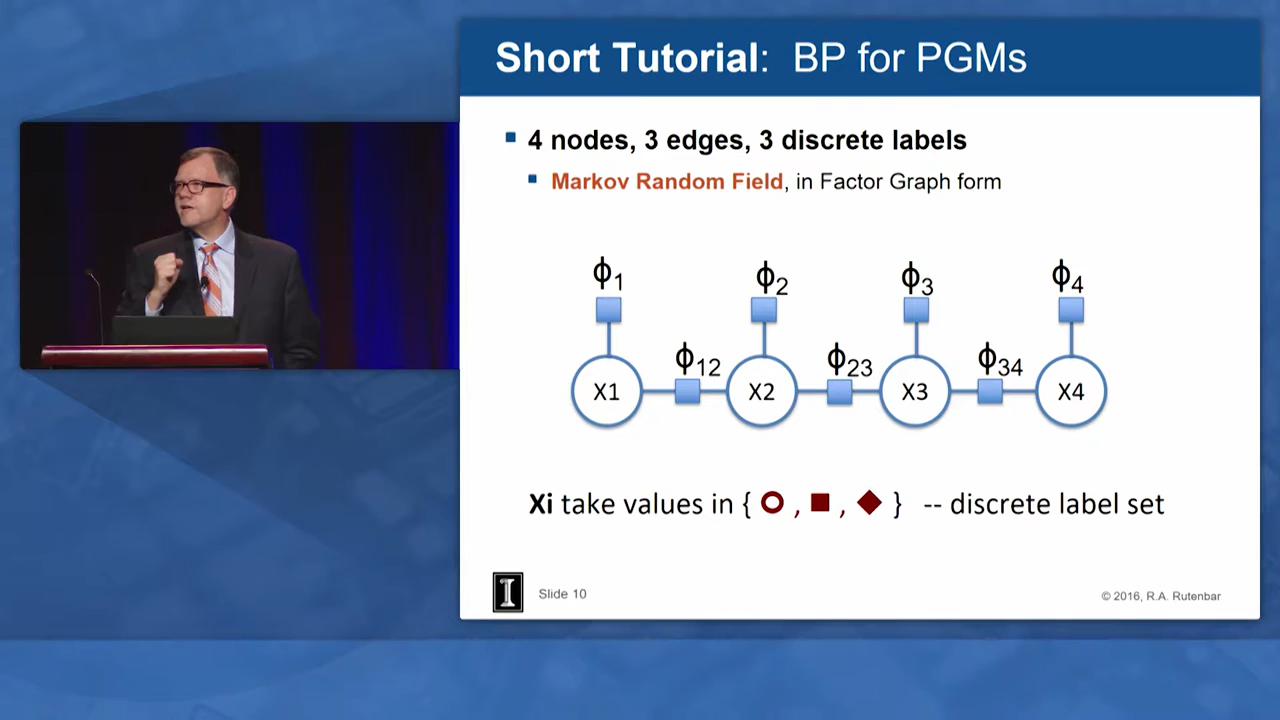 Short Tutorial: BP for PGMs
4 nodes, 3 edges, 3 discrete labels
Markov Random Field, in Factor Graph form
ϕ1 ϕ2 ϕ3 ϕ4
ϕ12 ϕ23 ϕ34
X1 X2 X3 X4
Xi take values in { , , } -- discrete label set
I
Slide 10
© 2016, R.A. Rutenbar